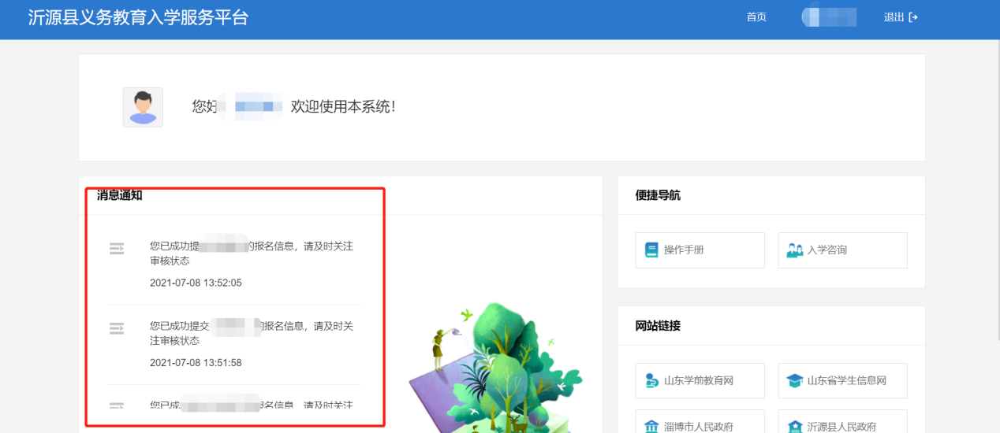 沂源县义务教育入学服务平台
首页
退出
您好 欢迎使用本系统!
消息通知
您已成功提 的报名信息，请及时关注
审核状态
2021-07-08 13:52:05
您已成功提交 的报名信息，请及时关
注审核状态
2021-07-08 13:51:58
您已成 报名信息，请及时关注
便捷导航
操作手册
入学咨询
网站链接
山东学前教育网
山东省学生信息网
淄博市人民政府
沂源县人民政府